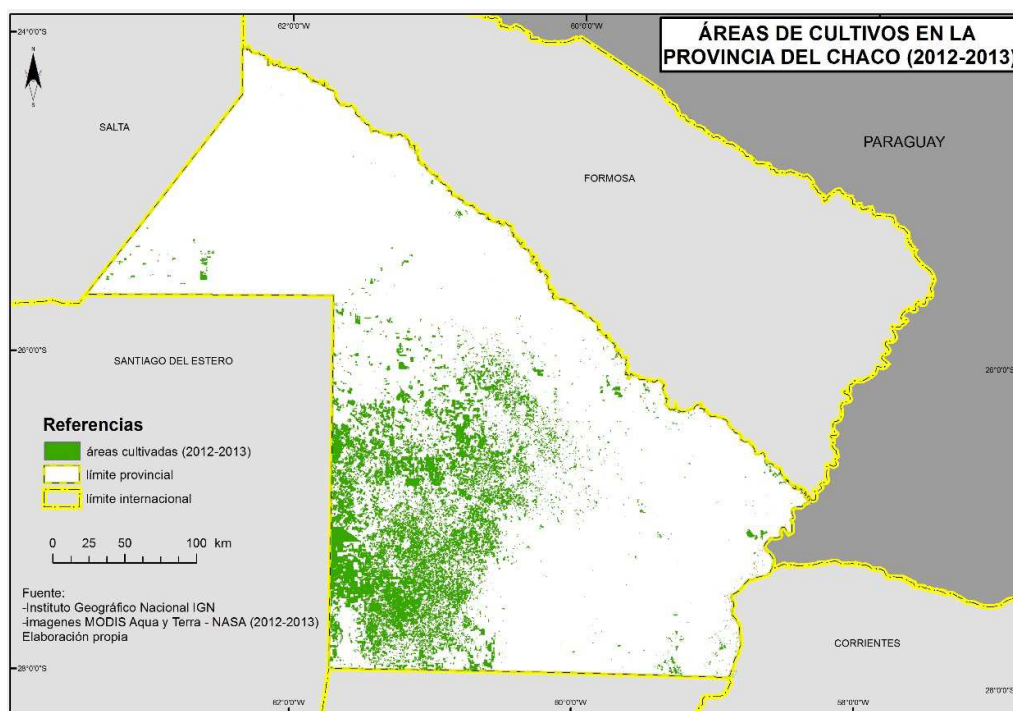 ÁREAS DE CULTIVOS EN LA
PROVINCIA DEL CHACO (2012-2013)
62°0'0"W
60°0'0"W
24°0'0"S
N
S
SALTA
PARAGUAY
FORMOSA
26°0'0"S
26°0'0"S
SANTIAGO DEL ESTERO
Referencias
áreas cultivadas (2012-2013)
límite provincial
límite internacional
0 25 50 100 km
Fuente:
-Instituto Geográfico Nacional IGN
-imagenes MODIS Aqua y Terra - NASA (2012-2013)
Elaboración propia
CORRIENTES
28°0'0"S
28°0'0"S
62°0'0"W
60°0'0"W
58°0'0"W